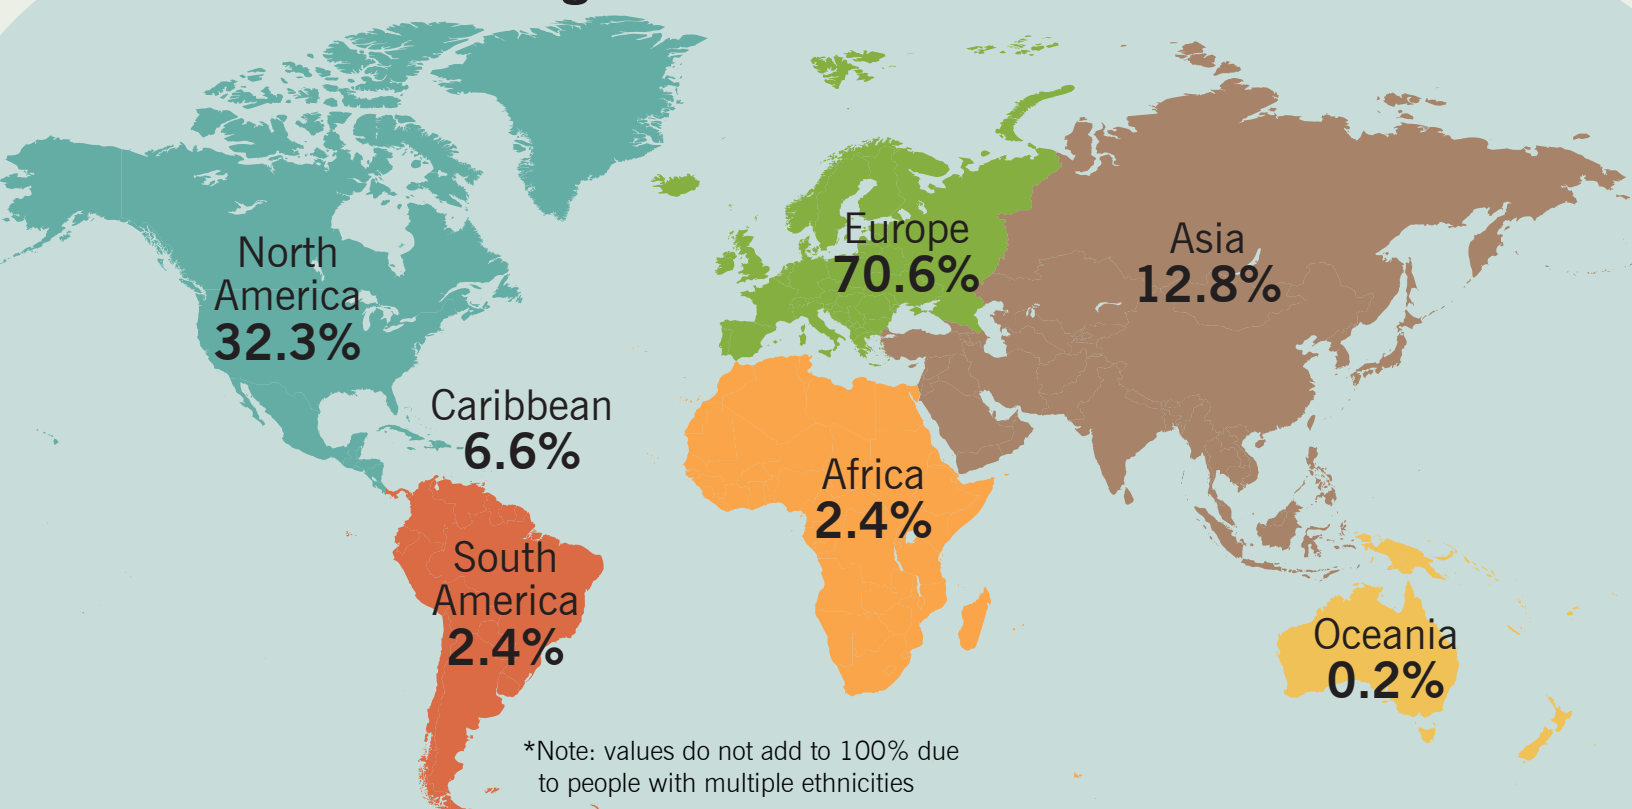 North
America
32.3%
Caribbean
6.6%
South
America
2.4%
Europe
70.6%
Africa
2.4%
Asia
12.8%
Oceania
0.2%
*Note: values do not add to 100% due
to people with multiple ethnicities